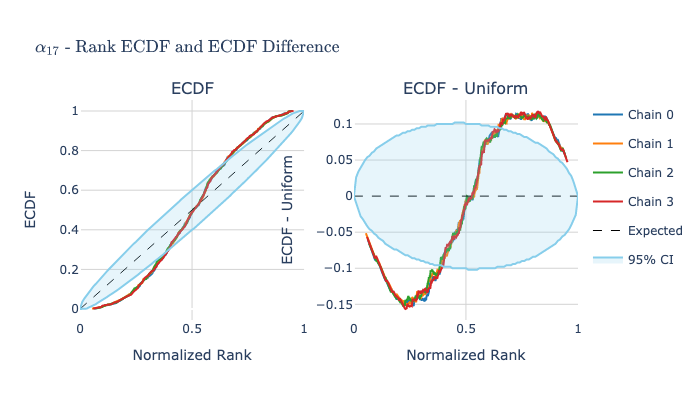 α₁₇ - Rank ECDF and ECDF Difference
ECDF
ECDF
1
0.8
0.6
0.4
0.2
0
0
0.5
1
Normalized Rank
ECDF - Uniform
ECDF - Uniform
0.1
0.05
0
−0.05
−0.1
−0.15
0
0.5
1
Normalized Rank
Chain 0
Chain 1
Chain 2
Chain 3
Expected
95% CI